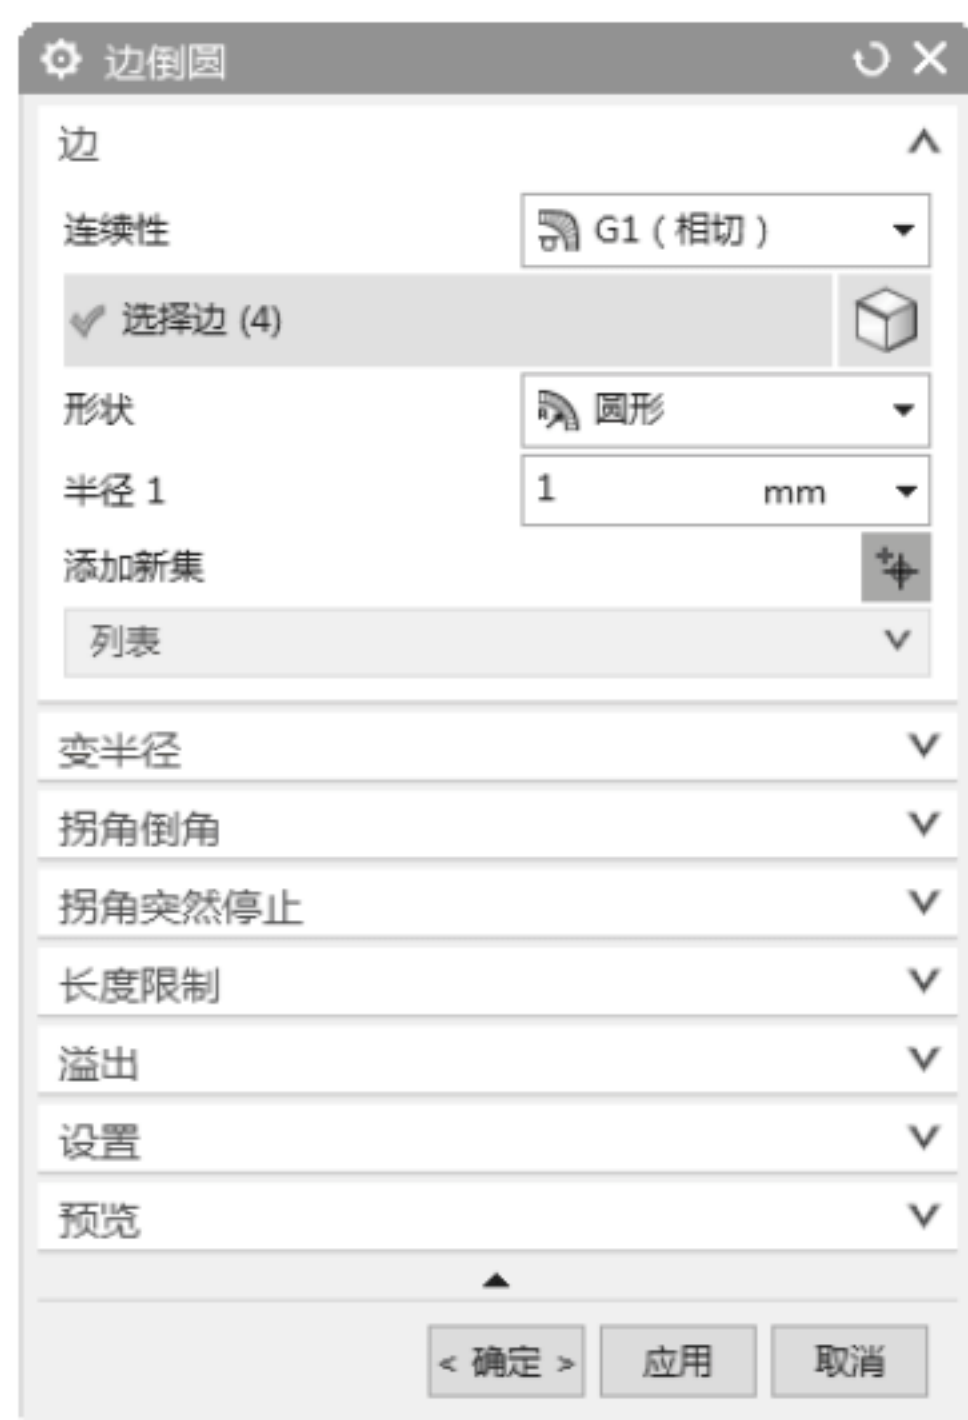 边倒圆
边
连续性 G1（相切）
选择边 (4)
形状 圆形
半径 1 1 mm
添加新集
列表
变半径
拐角倒角
拐角突然停止
长度限制
溢出
设置
预览
< 确定 > 应用 取消